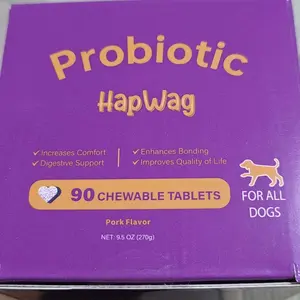 Probiotic
HapWag
✓Increases Comfort
✓Digestive Support
✓Enhances Bonding
✓Improves Quality of Life
90 CHEWABLE TABLETS
FOR ALL
DOGS
Pork Flavor
NET: 9.5 OZ (270g)